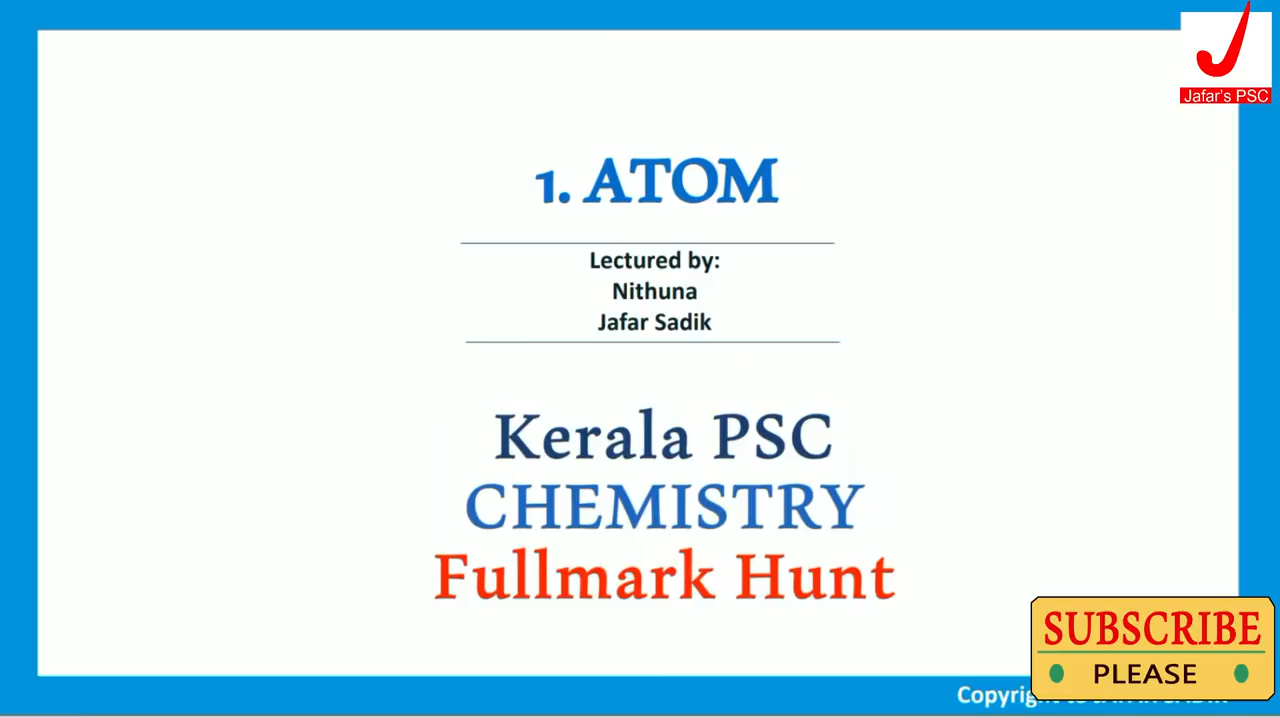 Jafar's PSC
1. ATOM
Lectured by:
Nithuna
Jafar Sadik
Kerala PSC
CHEMISTRY
Fullmark Hunt
SUBSCRIBE
PLEASE